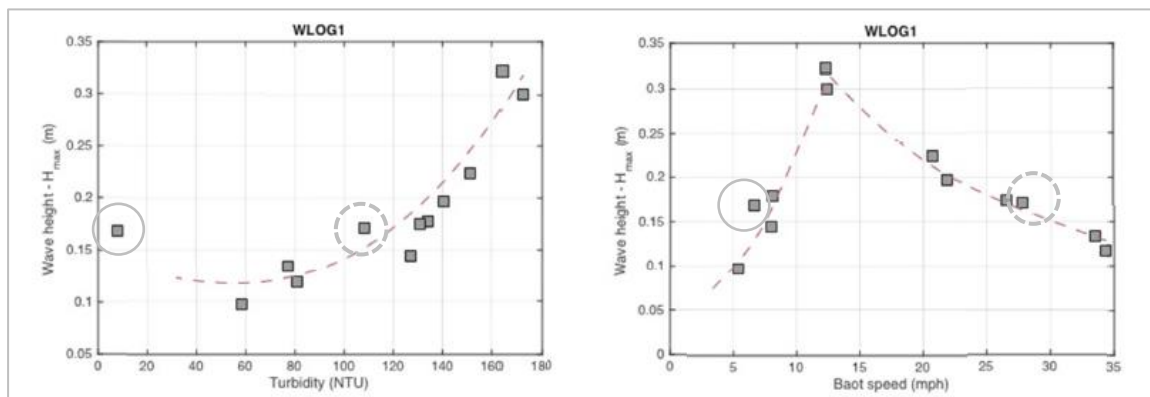 WLOG1
0.35
0.3
0.25
0.2
0.15
0.1
0.05
Wave height - H_max (m)
0 20 40 60 80 100 120 140 160 180
Turbidity (NTU)
WLOG1
0.35
0.3
0.25
0.2
0.15
0.1
0.05
0
Wave height - H_max (m)
0 5 10 15 20 25 30 35
Baot speed (mph)